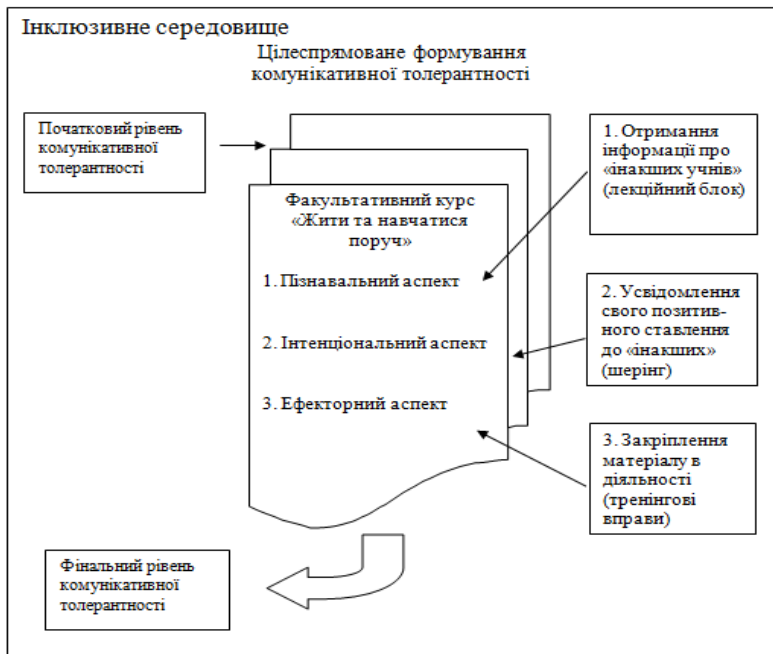 Інклюзивне середовище
Цілеспрямоване формування
комунікативної толерантності
Початковий рівень
комунікативної
толерантності
Факультативний курс
«Жити та навчатися
поруч»
1. Пізнавальний аспект
2. Інтенціональний аспект
3. Ефекторний аспект
1. Отримання
інформації про
«інакших учнів»
(лекційний блок)
2. Усвідомлення
свого позитив-
ного ставлення
до «інакших»
(шерінг)
3. Закріплення
матеріалу в
діяльності
(тренінгові
вправи)
Фінальний рівень
комунікативної
толерантності